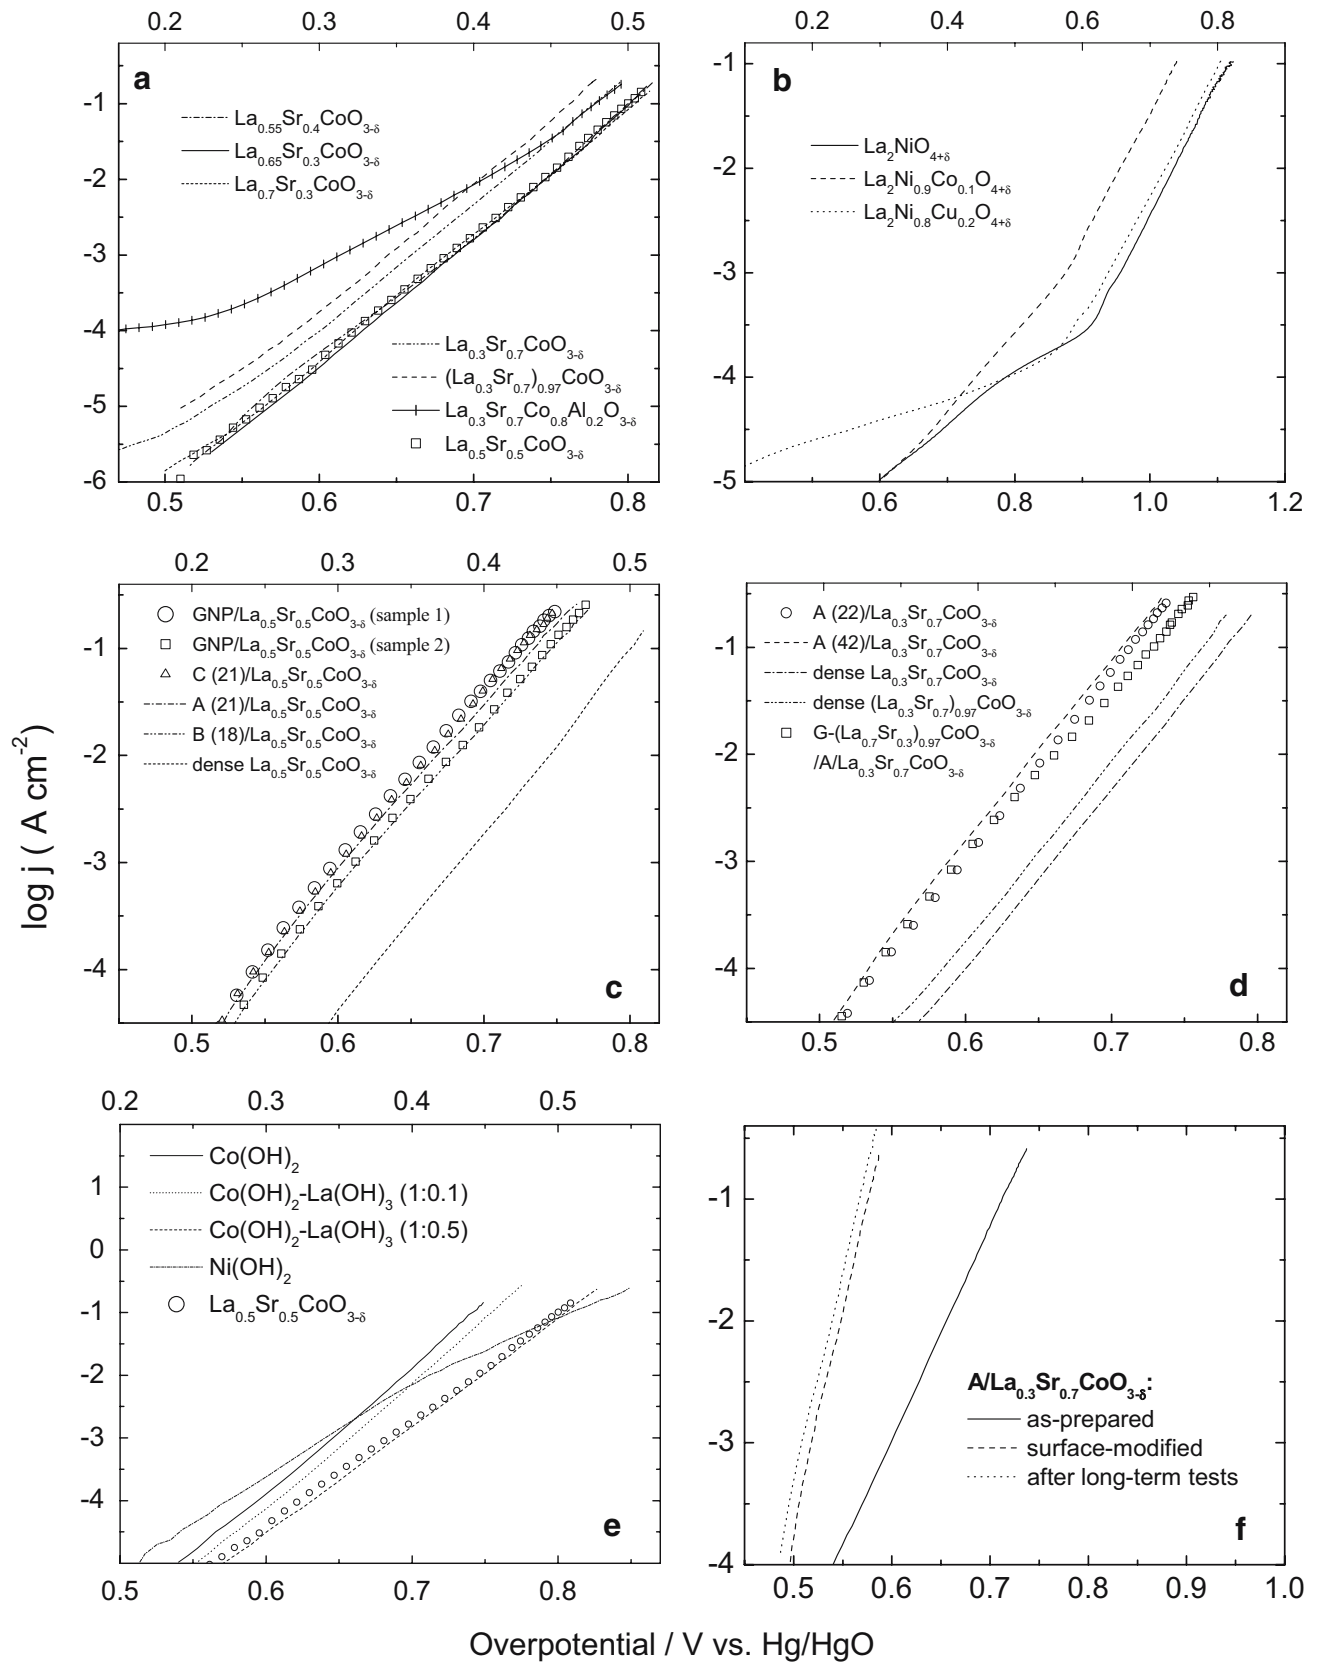 0.2 0.3 0.4 0.5
a
-1
-2
-3
-4
-5
-6
La0.55Sr0.4CoO3-δ
La0.65Sr0.3CoO3-δ
La0.7Sr0.3CoO3-δ
La0.3Sr0.7CoO3-δ
(La0.3Sr0.7)0.97CoO3-δ
La0.3Sr0.7Co0.8Al0.2O3-δ
La0.5Sr0.5CoO3-δ
0.5 0.6 0.7 0.8
0.2 0.4 0.6 0.8
b
-1
-2
-3
-4
-5
La2NiO4+δ
La2Ni0.9Co0.1O4+δ
La2Ni0.8Cu0.2O4+δ
0.6 0.8 1.0 1.2
0.2 0.3 0.4 0.5
GNP/La0.5Sr0.5CoO3-δ (sample 1)
GNP/La0.5Sr0.5CoO3-δ (sample 2)
C (21)/La0.5Sr0.5CoO3-δ
A (21)/La0.5Sr0.5CoO3-δ
B (18)/La0.5Sr0.5CoO3-δ
dense La0.5Sr0.5CoO3-δ
-1
-2
-3
-4
c
0.5 0.6 0.7 0.8
A (22)/La0.3Sr0.7CoO3-δ
A (42)/La0.3Sr0.7CoO3-δ
dense La0.3Sr0.7CoO3-δ
dense (La0.3Sr0.7)0.97CoO3-δ
G-(La0.7Sr0.3)0.97CoO3-δ
/A/La0.3Sr0.7CoO3-δ
-1
-2
-3
-4
d
0.5 0.6 0.7 0.8
log j ( A cm-2)
0.2 0.3 0.4 0.5
Co(OH)2
Co(OH)2-La(OH)3 (1:0.1)
Co(OH)2-La(OH)3 (1:0.5)
Ni(OH)2
La0.5Sr0.5CoO3-δ
1
0
-1
-2
-3
-4
e
0.5 0.6 0.7 0.8
-1
-2
-3
-4
A/La0.3Sr0.7CoO3-δ:
as-prepared
surface-modified
after long-term tests
f
0.5 0.6 0.7 0.8 0.9 1.0
Overpotential / V vs. Hg/HgO